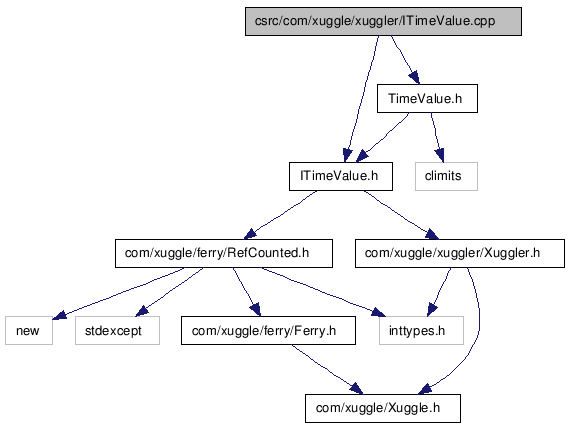 csrc/com/xuggle/xuggler/ITimeValue.cpp
TimeValue.h
ITimeValue.h
climits
com/xuggle/ferry/RefCounted.h
com/xuggle/xuggler/Xuggler.h
new
stdexcept
com/xuggle/ferry/Ferry.h
inttypes.h
com/xuggle/Xuggle.h